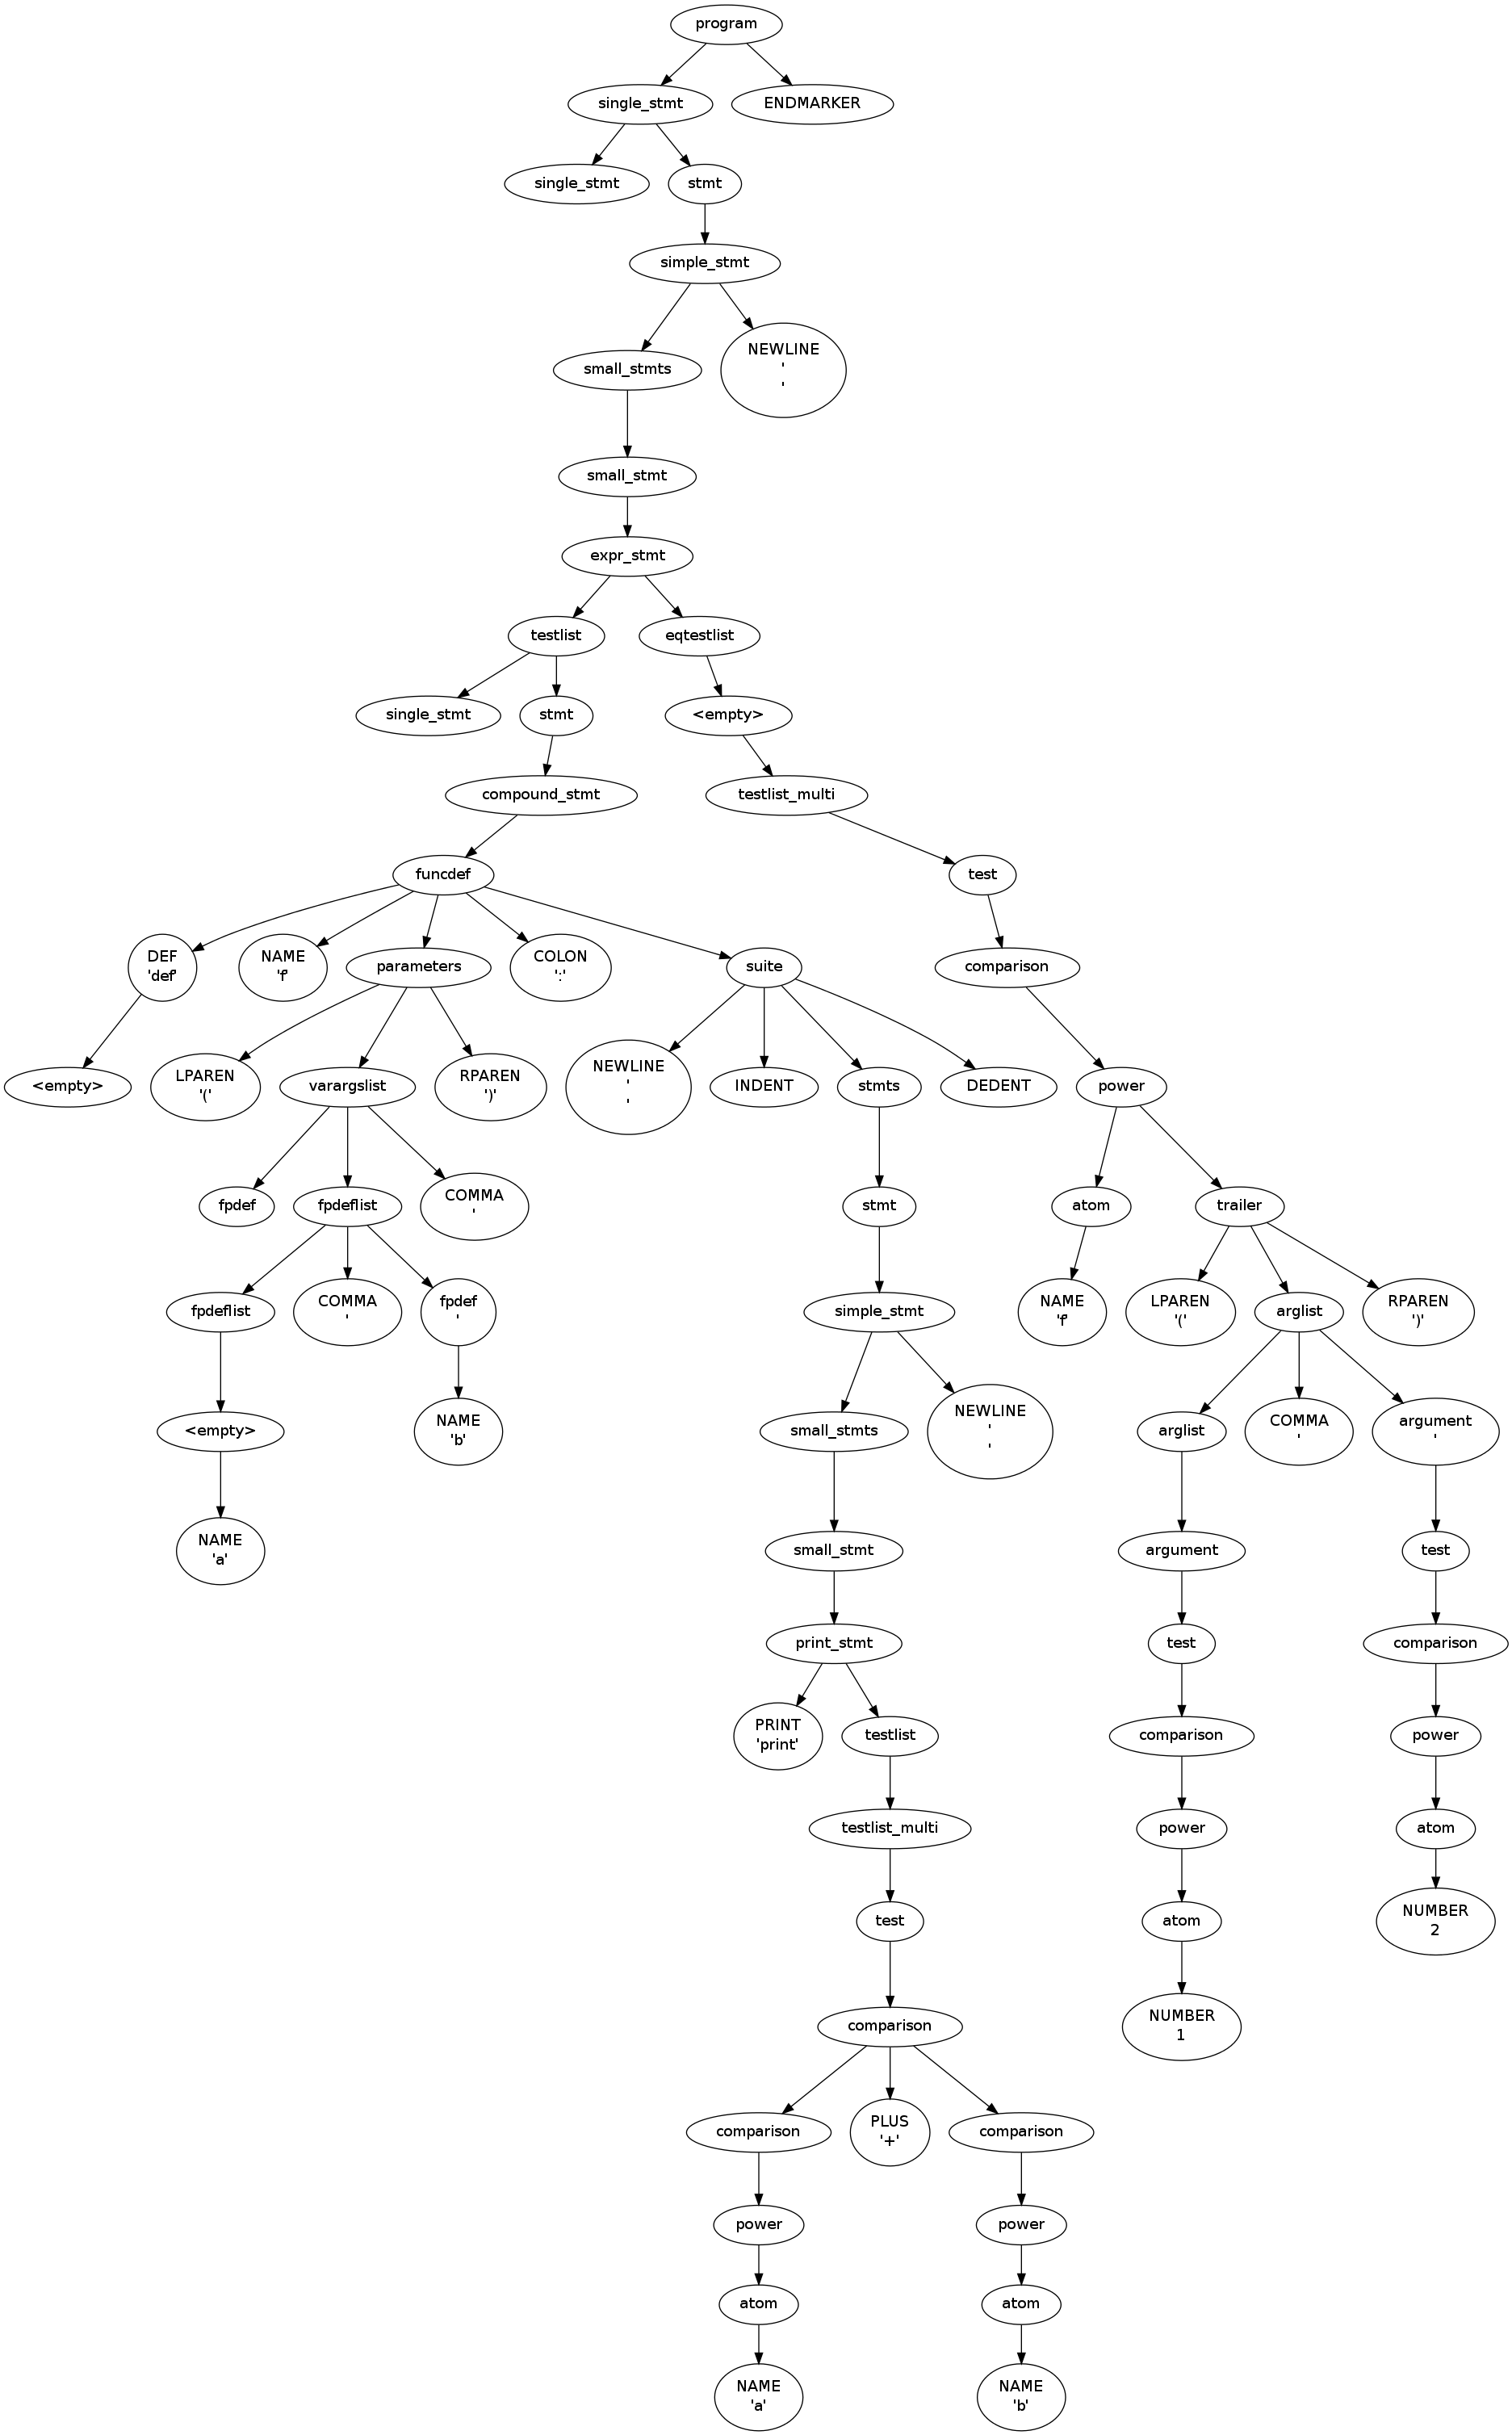 program
single_stmt
ENDMARKER
single_stmt
stmt
simple_stmt
small_stmts
NEWLINE
'
'
small_stmt
expr_stmt
testlist
eqtestlist
single_stmt
stmt
<empty>
compound_stmt
testlist_multi
funcdef
test
DEF
'def'
NAME
'f'
parameters
COLON
':'
suite
comparison
<empty>
LPAREN
'('
varargslist
RPAREN
')'
NEWLINE
'
'
INDENT
stmts
DEDENT
power
fpdef
fpdeflist
COMMA
'
stmt
atom
trailer
fpdeflist
COMMA
'
fpdef
'
simple_stmt
NAME
'f'
LPAREN
'('
arglist
RPAREN
')'
<empty>
NAME
'b'
small_stmts
NEWLINE
'
'
arglist
COMMA
'
argument
'
NAME
'a'
small_stmt
argument
test
print_stmt
test
comparison
PRINT
'print'
testlist
comparison
power
testlist_multi
power
atom
test
atom
NUMBER
2
comparison
NUMBER
1
comparison
PLUS
'+'
comparison
power
power
atom
atom
NAME
'a'
NAME
'b'